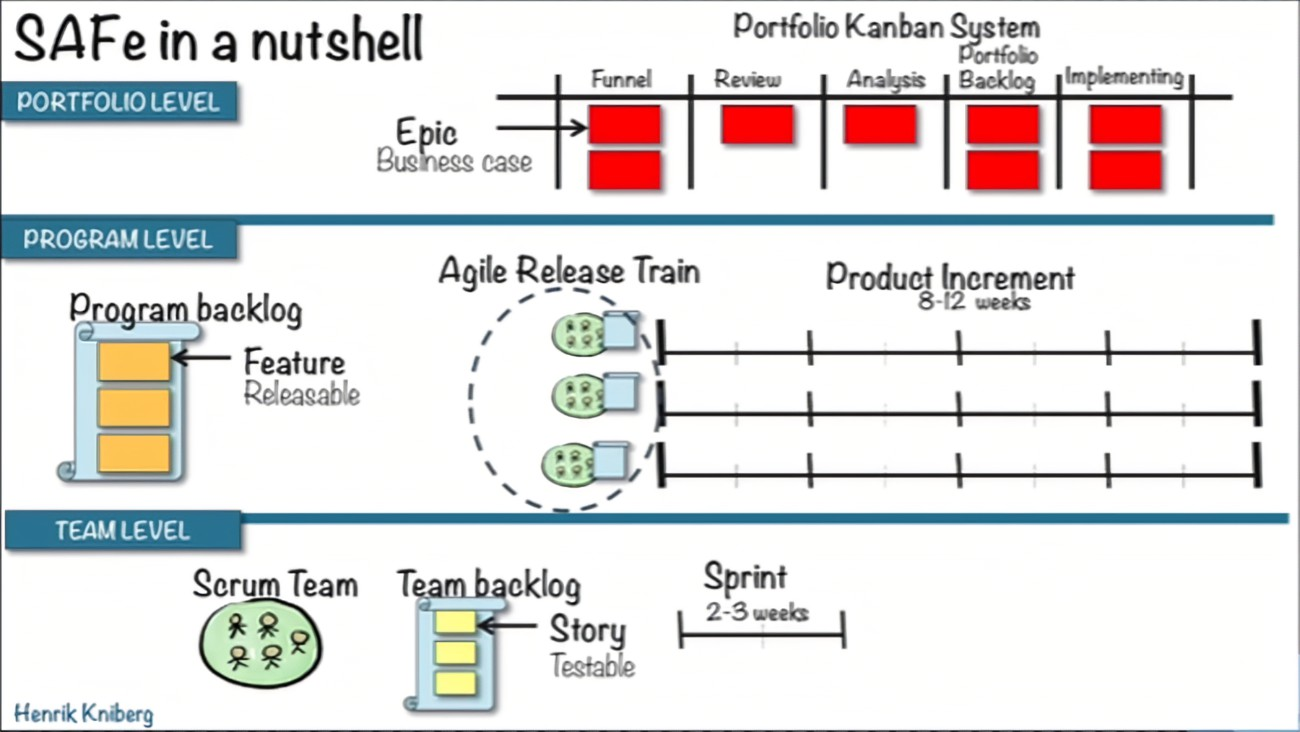 SAFe in a nutshell
Portfolio Kanban System
PORTFOLIO LEVEL
Funnel
Review
Analysis
Portfolio
Backlog
Implementing
Epic
Business case
PROGRAM LEVEL
Program backlog
Feature
Releasable
Agile Release Train
Product Increment
8-12 weeks
TEAM LEVEL
Scrum Team
Team backlog
Story
Testable
Sprint
2-3 weeks
Henrik Kniberg